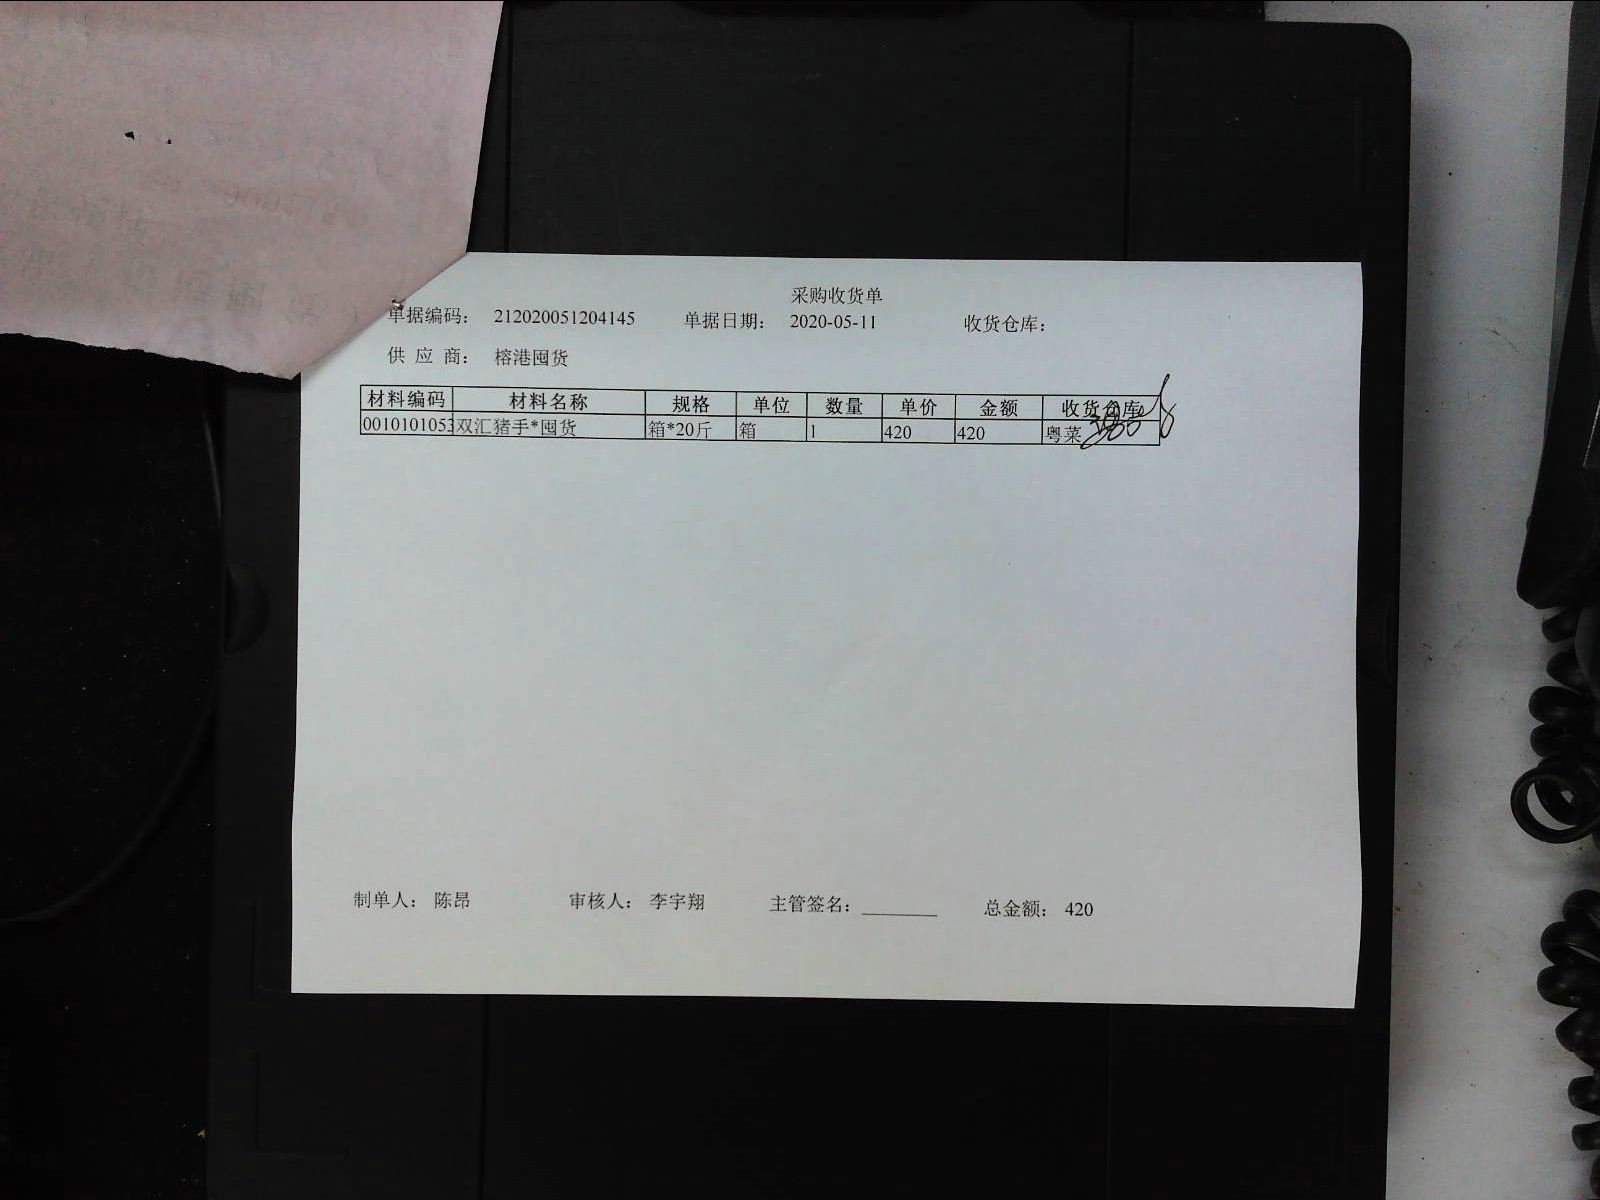 采购收货单
单据编码： 212020051204145 单据日期： 2020-05-11 收货仓库：
供 应 商： 榕港囤货
材料编码 材料名称 规格 单位 数量 单价 金额 收货仓库
0010101053 双汇猪手*囤货 箱*20斤 箱 1 420 420 粤菜
制单人： 陈昂 审核人： 李宇翔 主管签名：________ 总金额： 420